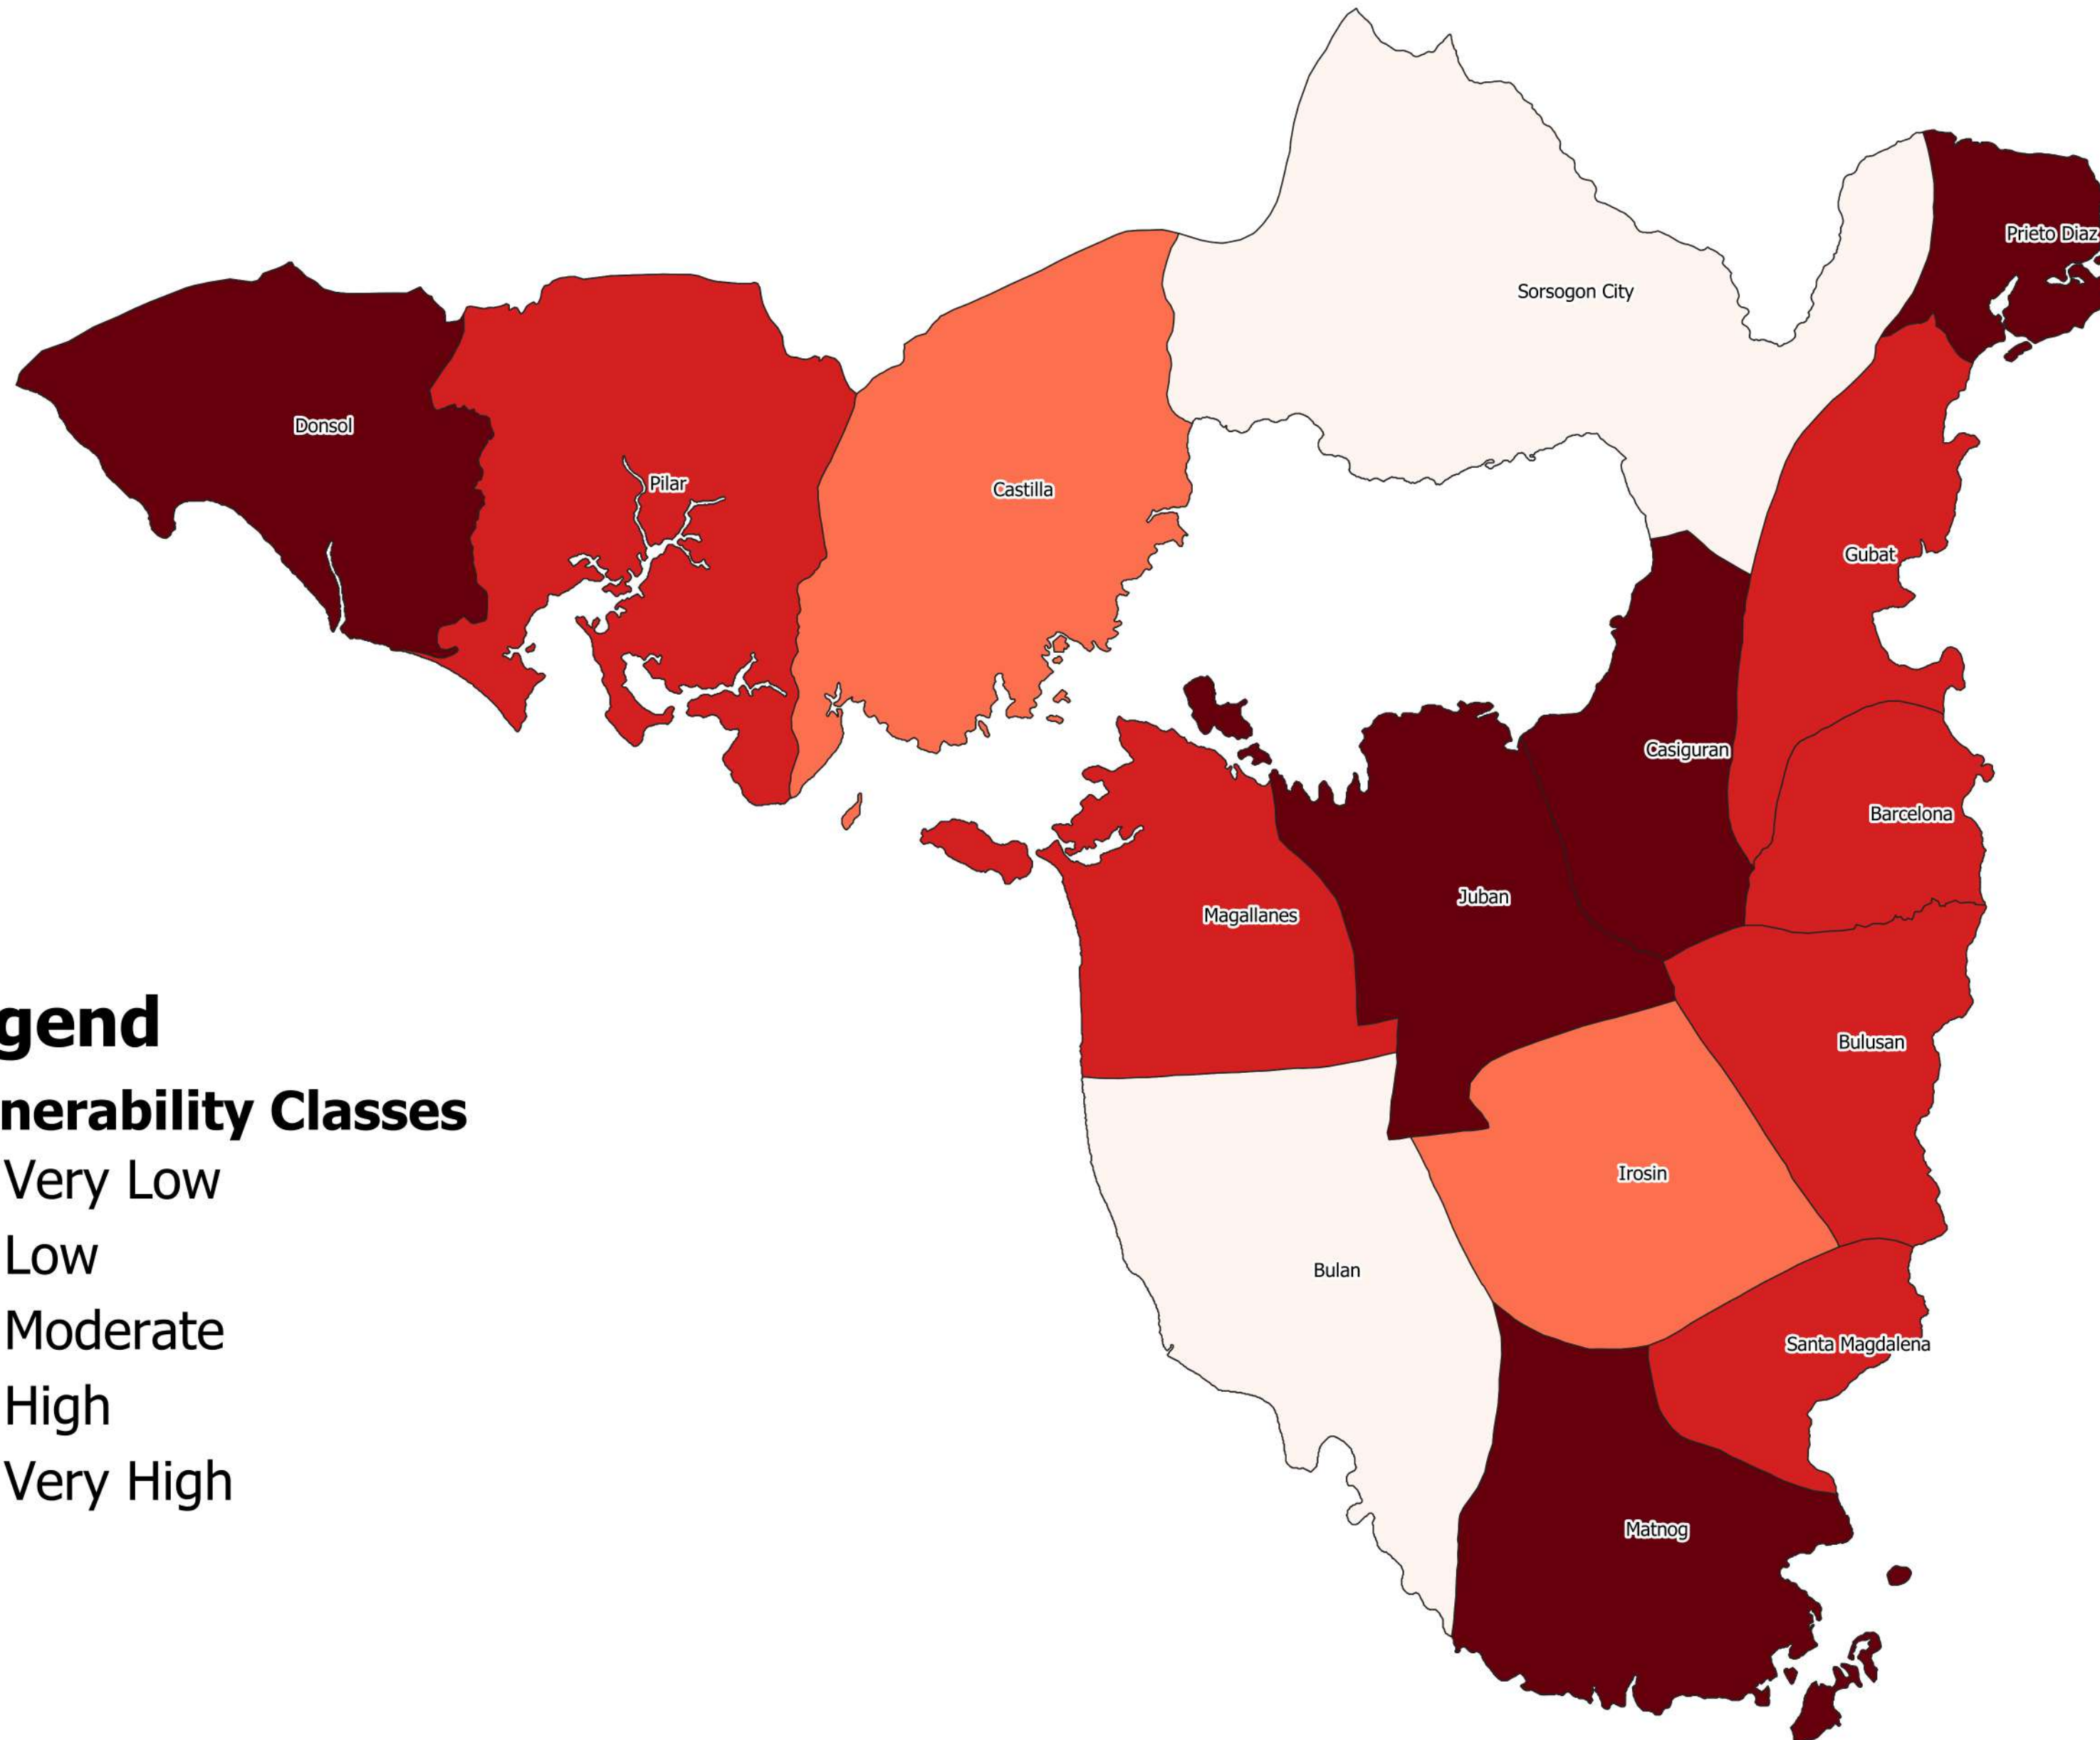 Prieto Diaz
Sorsogon City
Donsol
Pilar
Castilla
Gubat
Casiguran
Barcelona
Juban
Magallanes
Bulusan
Irosin
Bulan
Santa Magdalena
Matnog
gend
nerability Classes
Very Low
Low
Moderate
High
Very High